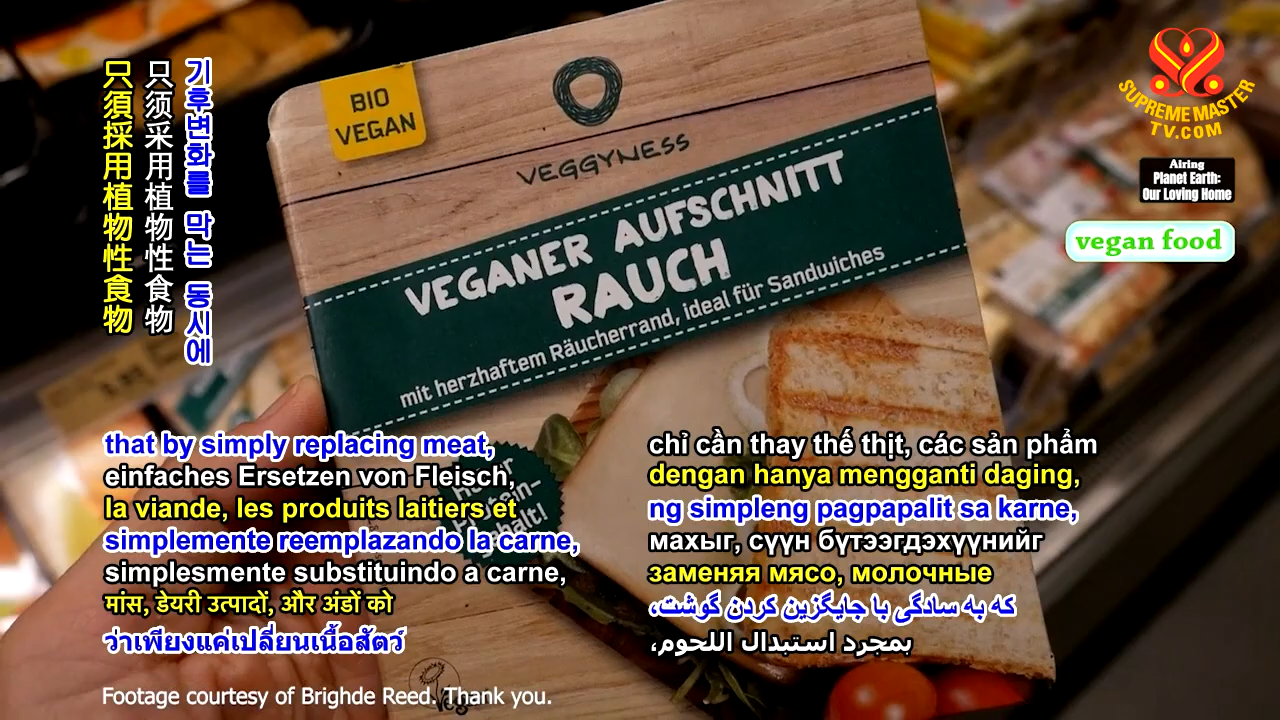 기후변화를 막는 동시에
只须采用植物性食物
只須採用植物性食物
BIO
VEGAN
VEGGYNESS
VEGANER AUFSCHNITT
RAUCH
mit herzhaftem Räucherrand, ideal für Sandwiches
SUPREME MASTER
TV.COM
Airing
Planet Earth:
Our Loving Home
vegan food
that by simply replacing meat,
einfaches Ersetzen von Fleisch,
la viande, les produits laitiers et
simplemente reemplazando la carne,
simplesmente substituindo a carne,
मांस, डेयरी उत्पादों, और अंडों को
ว่าเพียงแค่เปลี่ยนเนื้อสัตว์
chỉ cần thay thế thịt, các sản phẩm
dengan hanya mengganti daging,
ng simpleng pagpapalit sa karne,
махыг, сүүн бүтээгдэхүүнийг
заменяя мясо, молочные
که به سادگی با جایگزین کردن گوشت،
بمجرد استبدال اللحوم،
Footage courtesy of Brighde Reed. Thank you.